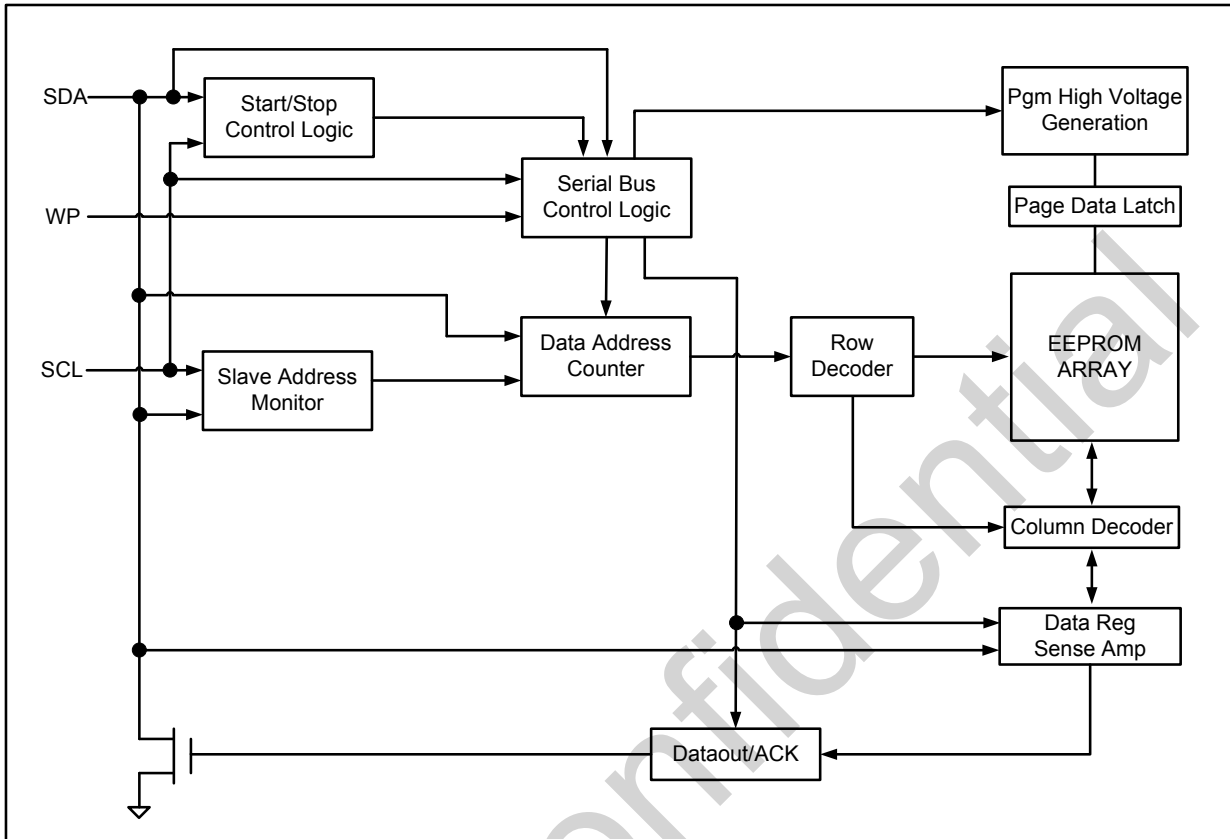 SDA
Start/Stop
Control Logic
Pgm High Voltage
Generation
Serial Bus
Control Logic
WP
Page Data Latch
Data Address
Counter
Row
Decoder
EEPROM
ARRAY
SCL
Slave Address
Monitor
Column Decoder
Data Reg
Sense Amp
Dataout/ACK
onfidential